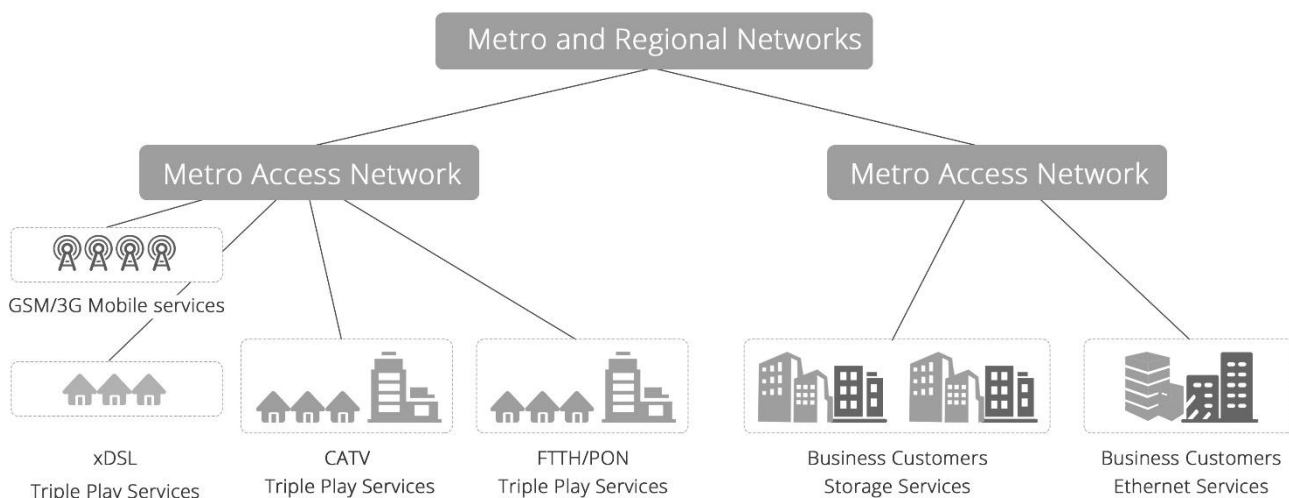 Metro and Regional Networks
Metro Access Network
Metro Access Network
GSM/3G Mobile services
xDSL
Triple Play Services
CATV
Triple Play Services
FTTH/PON
Triple Play Services
Business Customers
Storage Services
Business Customers
Ethernet Services